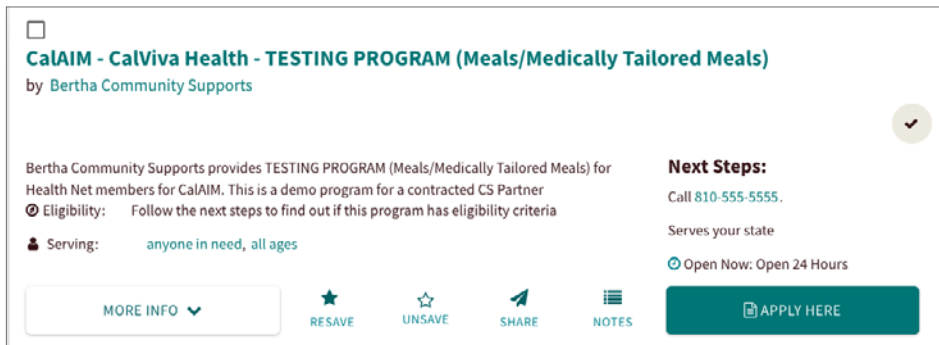 CalAIM - CalViva Health - TESTING PROGRAM (Meals/Medically Tailored Meals)
by Bertha Community Supports
Bertha Community Supports provides TESTING PROGRAM (Meals/Medically Tailored Meals) for
Health Net members for CalAIM. This is a demo program for a contracted CS Partner
Eligibility: Follow the next steps to find out if this program has eligibility criteria
Serving: anyone in need, all ages
Next Steps:
Call 810-555-5555.
Serves your state
Open Now: Open 24 Hours
MORE INFO
RESAVE
UNSAVE
SHARE
NOTES
APPLY HERE